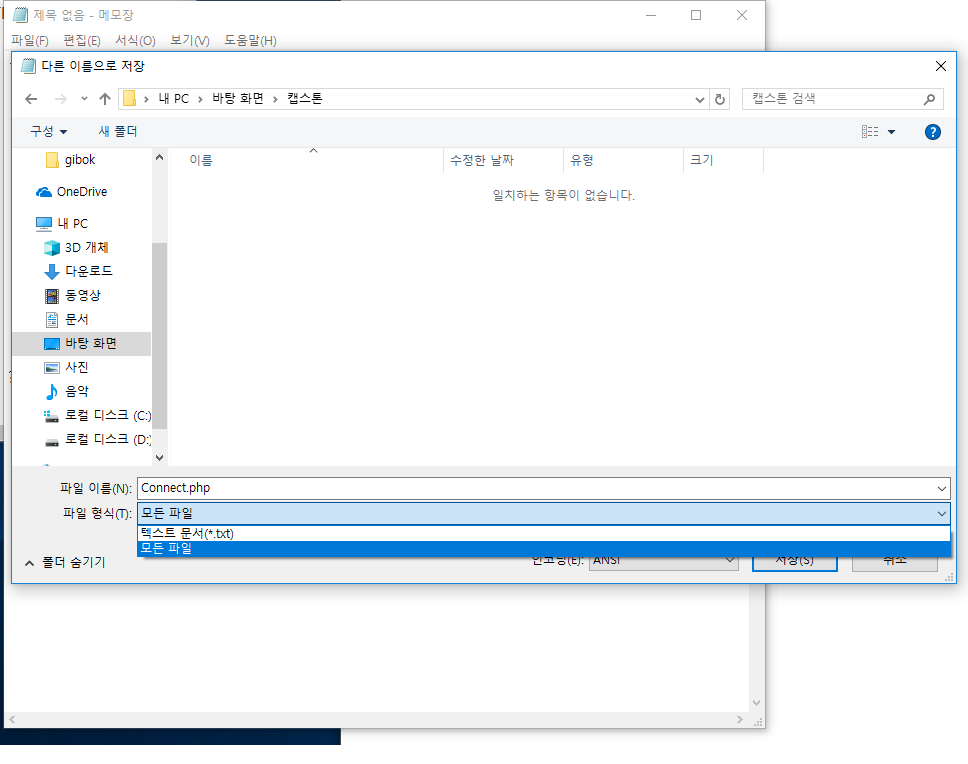 제목 없음 - 메모장
파일(F) 편집(E) 서식(O) 보기(V) 도움말(H)
다른 이름으로 저장
내 PC › 바탕 화면 › 캡스톤
캡스톤 검색
구성 새 폴더
이름 수정한 날짜 유형 크기
일치하는 항목이 없습니다.
gibok
OneDrive
내 PC
3D 개체
다운로드
동영상
문서
바탕 화면
사진
음악
로컬 디스크 (C:)
로컬 디스크 (D:)
파일 이름(N): Connect.php
파일 형식(T): 모든 파일
텍스트 문서(*.txt)
모든 파일
폴더 숨기기
인코딩(E): ANSI
저장(S) 취소